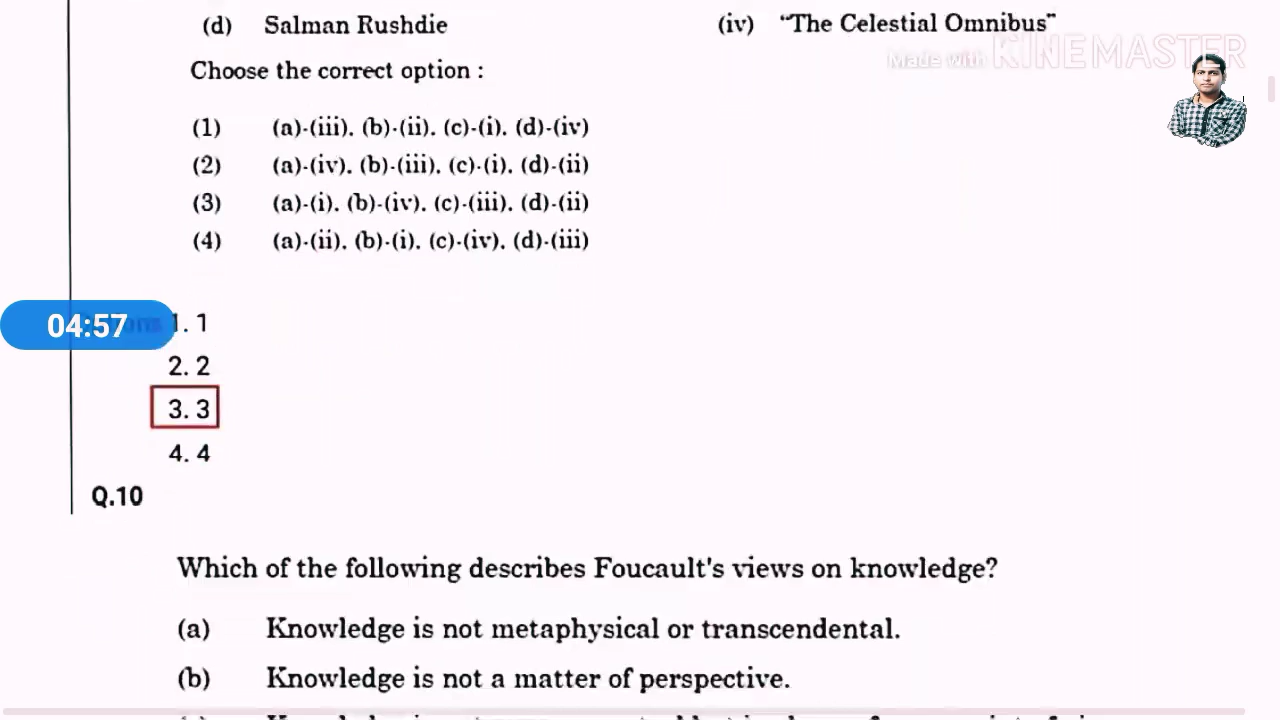 (d) Salman Rushdie (iv) “The Celestial Omnibus”
Made with KINEMASTER
Choose the correct option :
(1) (a)-(iii). (b)-(ii). (c)-(i). (d)-(iv)
(2) (a)-(iv). (b)-(iii). (c)-(i). (d)-(ii)
(3) (a)-(i). (b)-(iv). (c)-(iii). (d)-(ii)
(4) (a)-(ii). (b)-(i). (c)-(iv). (d)-(iii)
04:57 1. 1
2. 2
3. 3
4. 4
Q.10
Which of the following describes Foucault's views on knowledge?
(a) Knowledge is not metaphysical or transcendental.
(b) Knowledge is not a matter of perspective.